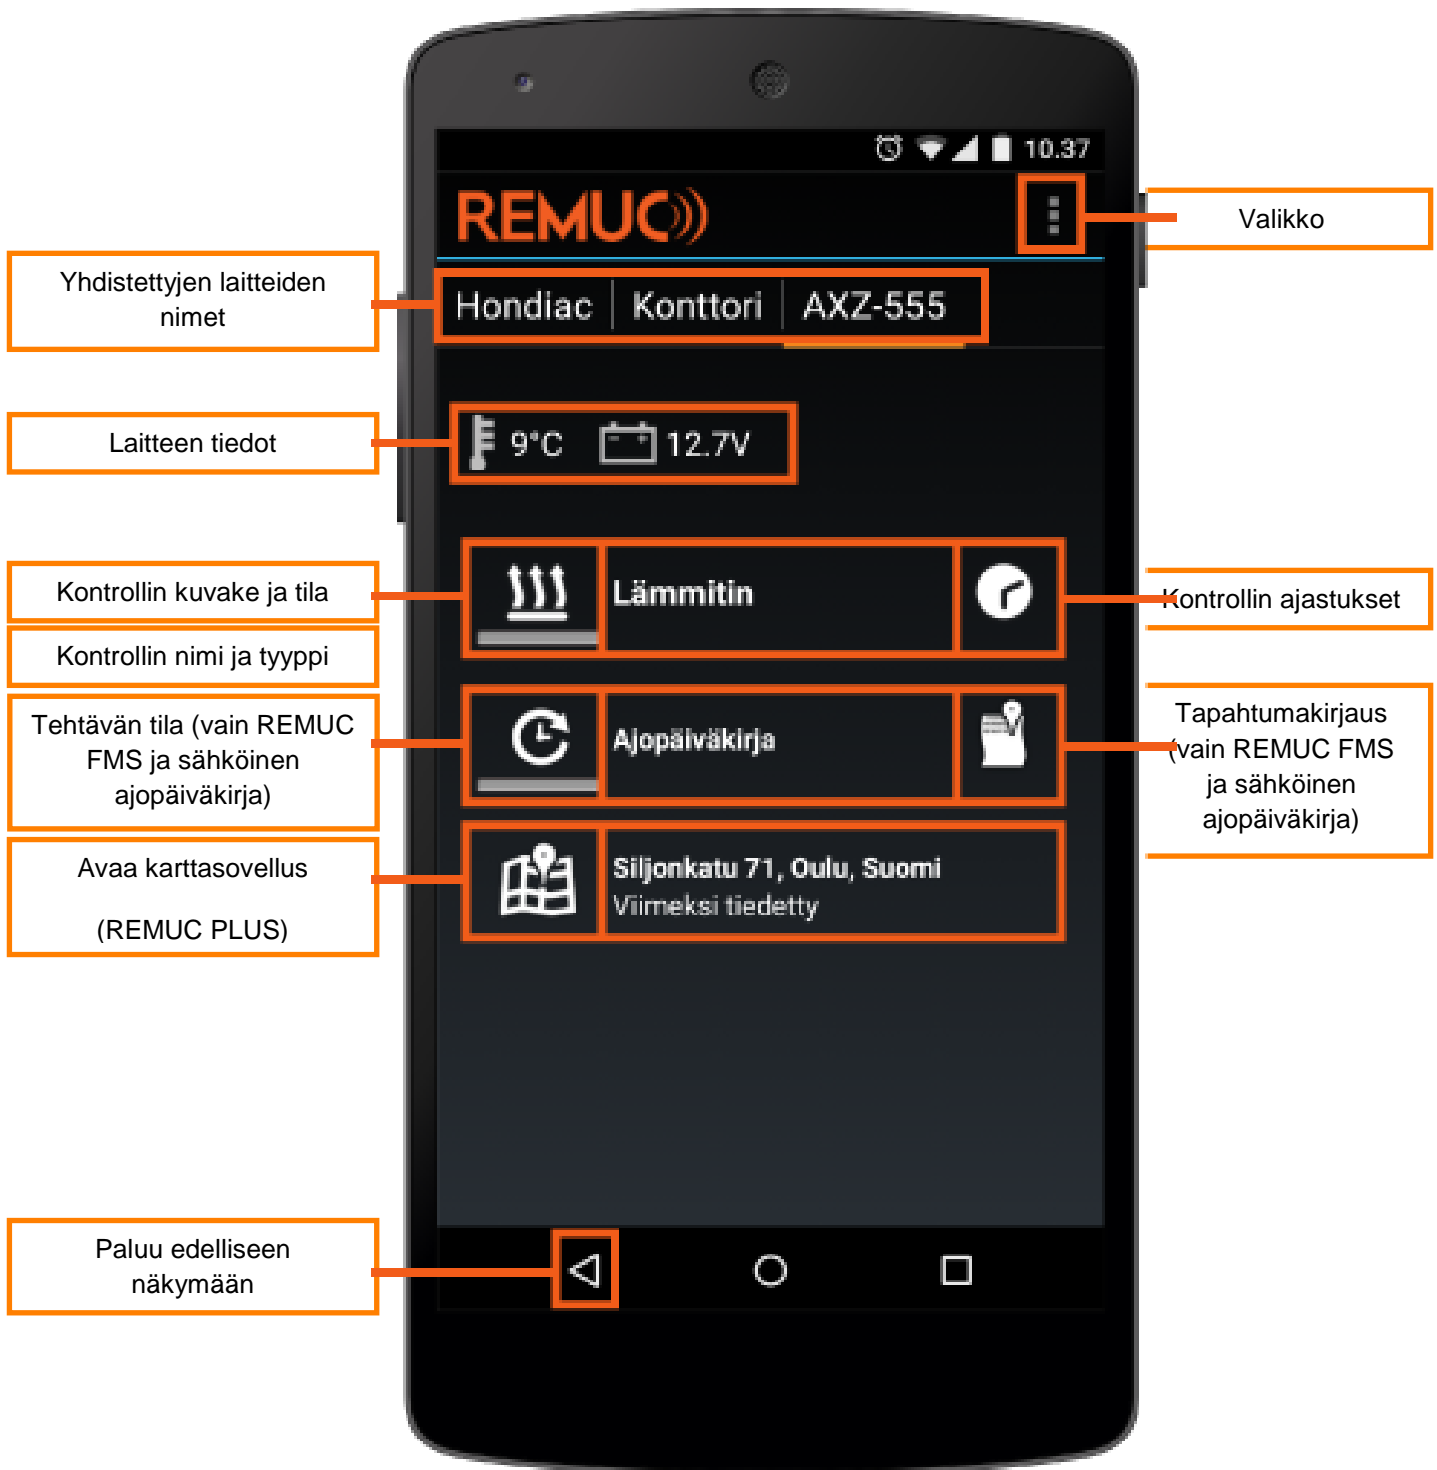 10.37
REMUC
Valikko
Yhdistettyjen laitteiden
nimet
Hondiac
Konttori
AXZ-555
Laitteen tiedot
9°C
12.7V
Kontrollin kuvake ja tila
Lämmitin
Kontrollin ajastukset
Kontrollin nimi ja tyyppi
Tehtävän tila (vain REMUC
FMS ja sähköinen
ajopäiväkirja)
Ajopäiväkirja
Tapahtumakirjaus
(vain REMUC FMS
ja sähköinen
ajopäiväkirja)
Avaa karttasovellus
(REMUC PLUS)
Siljonkatu 71, Oulu, Suomi
Viimeksi tiedetty
Paluu edelliseen
näkymään